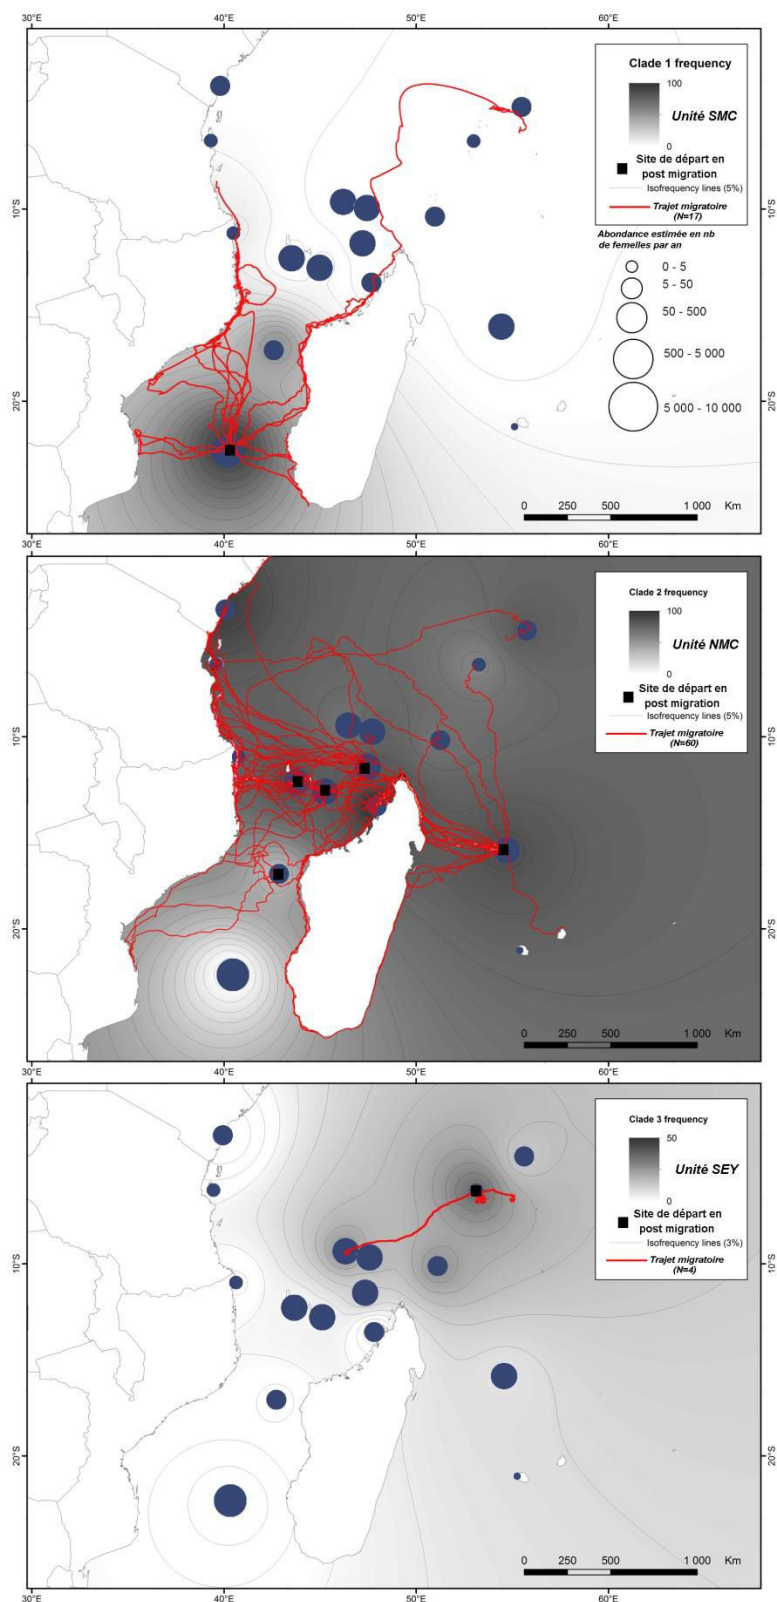 30°E 40°E 50°E 60°E
Clade 1 frequency
100
Unité SMC
0
Site de départ en
post migration
Isofrequency lines (5%)
Trajet migratoire
(N=17)
Abondance estimée en nb
de femelles par an
0 - 5
5 - 50
50 - 500
500 - 5 000
5 000 - 10 000
10°S 10°S
20°S 20°S
0 250 500 1 000 Km
30°E 40°E 50°E 60°E
Clade 2 frequency
100
Unité NMC
0
Site de départ en
post migration
Isofrequency lines (5%)
Trajet migratoire
(N=60)
10°S 10°S
20°S 20°S
0 250 500 1 000 Km
30°E 40°E 50°E 60°E
Clade 3 frequency
50
Unité SEY
0
Site de départ en
post migration
Isofrequency lines (3%)
Trajet migratoire
(N=4)
10°S 10°S
20°S 20°S
0 250 500 1 000 Km
30°E 40°E 50°E 60°E